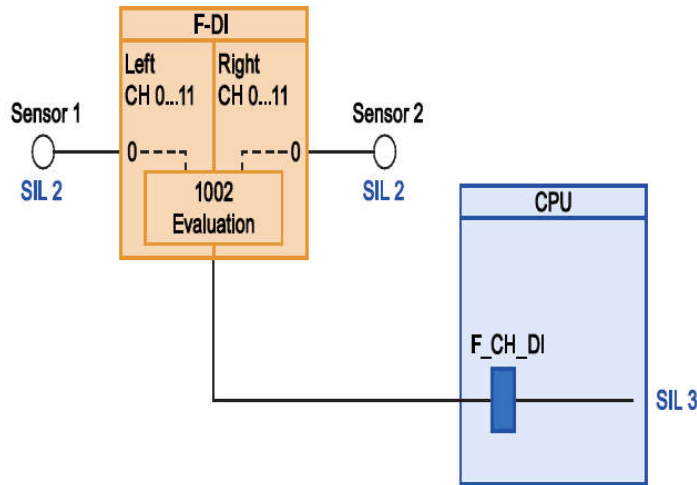 F-DI
Left
CH 0...11
Right
CH 0...11
Sensor 1
Sensor 2
0
0
SIL 2
SIL 2
1002
Evaluation
CPU
F_CH_DI
SIL 3